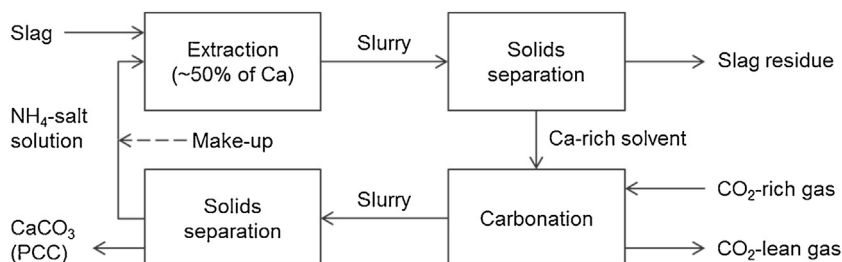 Slag
Extraction
(~50% of Ca)
Slurry
Solids
separation
Slag residue
NH₄-salt
solution
Make-up
Ca-rich solvent
CaCO₃
(PCC)
Solids
separation
Slurry
Carbonation
CO₂-rich gas
CO₂-lean gas